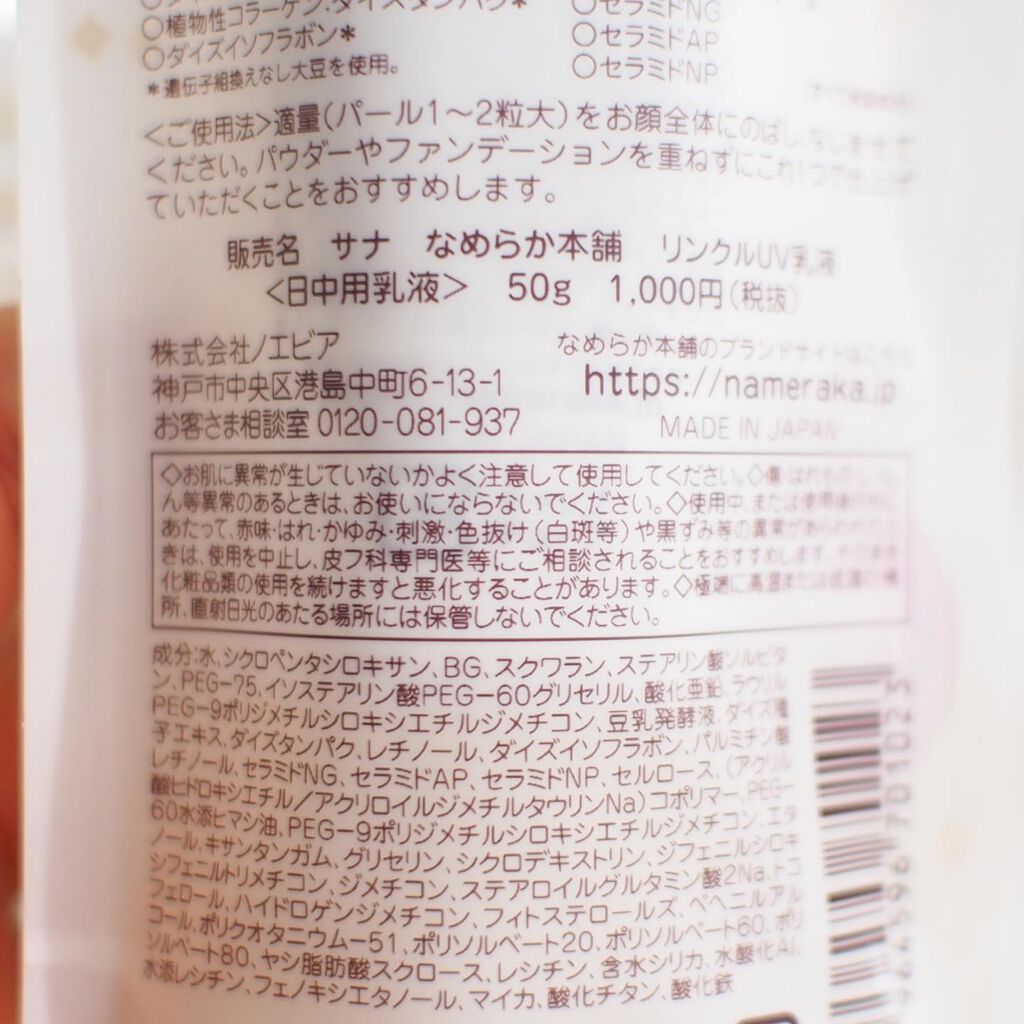 ○植物性コラーゲン、ダイズタンパク*
○ダイズイソフラボン*
*遺伝子組換えなし大豆を使用。
○セラミドNG
○セラミドAP
○セラミドNP
<ご使用法>適量(パール1~2粒大)をお顔全体にのばし、なじませて
ください。パウダーやファンデーションを重ねずにこれ1つで仕上げ
ていただくことをおすすめします。
販売名 サナ なめらか本舗 リンクルUV乳液
<日中用乳液> 50g 1,000円(税抜)
株式会社ノエビア
神戸市中央区港島中町6-13-1
お客さま相談室 0120-081-937
なめらか本舗のブランドサイトはこちら
https://nameraka.jp
MADE IN JAPAN
◇お肌に異常が生じていないかよく注意して使用してください。◇傷・はれもの・しっし
ん等異常のあるときは、お使いにならないでください。◇使用中、または使用後
あたって、赤味・はれ・かゆみ・刺激・色抜け(白斑等)や黒ずみ等の異常があらわれたと
きは、使用を中止し、皮フ科専門医等にご相談されることをおすすめします。
化粧品類の使用を続けますと悪化することがあります。◇極端に高温または低温の場
所、直射日光のあたる場所には保管しないでください。
成分:水、シクロペンタシロキサン、BG、スクワラン、ステアリン酸ソルビタ
ン、PEG-75、イソステアリン酸PEG-60グリセリル、酸化亜鉛、ラウリル
PEG-9ポリジメチルシロキシエチルジメチコン、豆乳発酵液、ダイズ種
子エキス、ダイズタンパク、レチノール、ダイズイソフラボン、パルミチン酸
レチノール、セラミドNG、セラミドAP、セラミドNP、セルロース、(アクリル
酸ヒドロキシエチル/アクリロイルジメチルタウリンNa)コポリマー、PEG-
60水添ヒマシ油、PEG-9ポリジメチルシロキシエチルジメチコン、エタ
ノール、キサンタンガム、グリセリン、シクロデキストリン、ジフェニルシロキ
シフェニルトリメチコン、ジメチコン、ステアロイルグルタミン酸2Na、トコ
フェロール、ハイドロゲンジメチコン、フィトステロールズ、ベヘニルアル
コール、ポリクオタニウム-51、ポリソルベート20、ポリソルベート60、ポリ
ソルベート80、ヤシ脂肪酸スクロース、レシチン、含水シリカ、水酸化Al、
水添レシチン、フェノキシエタノール、マイカ、酸化チタン、酸化鉄